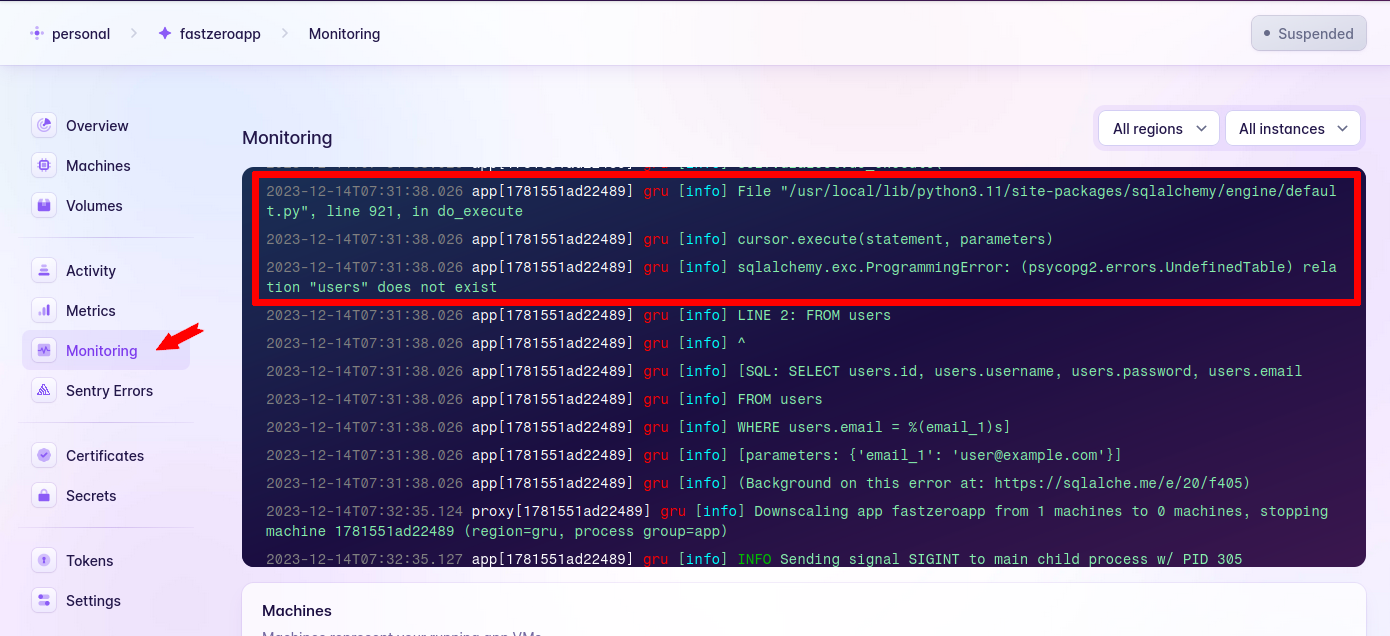 personal > fastzeroapp > Monitoring
Suspended
Overview
Machines
Volumes
Activity
Metrics
Monitoring
Sentry Errors
Certificates
Secrets
Tokens
Settings
Monitoring
All regions
All instances
2023-12-14T07:31:38.026 app[1781551ad22489] gru [info] File "/usr/local/lib/python3.11/site-packages/sqlalchemy/engine/defaul
t.py", line 921, in do_execute
2023-12-14T07:31:38.026 app[1781551ad22489] gru [info] cursor.execute(statement, parameters)
2023-12-14T07:31:38.026 app[1781551ad22489] gru [info] sqlalchemy.exc.ProgrammingError: (psycopg2.errors.UndefinedTable) rela
tion "users" does not exist
2023-12-14T07:31:38.026 app[1781551ad22489] gru [info] LINE 2: FROM users
2023-12-14T07:31:38.026 app[1781551ad22489] gru [info] ^
2023-12-14T07:31:38.026 app[1781551ad22489] gru [info] [SQL: SELECT users.id, users.username, users.password, users.email
2023-12-14T07:31:38.026 app[1781551ad22489] gru [info] FROM users
2023-12-14T07:31:38.026 app[1781551ad22489] gru [info] WHERE users.email = %(email_1)s]
2023-12-14T07:31:38.026 app[1781551ad22489] gru [info] [parameters: {'email_1': 'user@example.com'}]
2023-12-14T07:31:38.026 app[1781551ad22489] gru [info] (Background on this error at: https://sqlalche.me/e/20/f405)
2023-12-14T07:32:35.124 proxy[1781551ad22489] gru [info] Downscaling app fastzeroapp from 1 machines to 0 machines, stopping
machine 1781551ad22489 (region=gru, process group=app)
2023-12-14T07:32:35.127 app[1781551ad22489] gru [info] INFO Sending signal SIGINT to main child process w/ PID 305
Machines
Machines represent your running app VMs